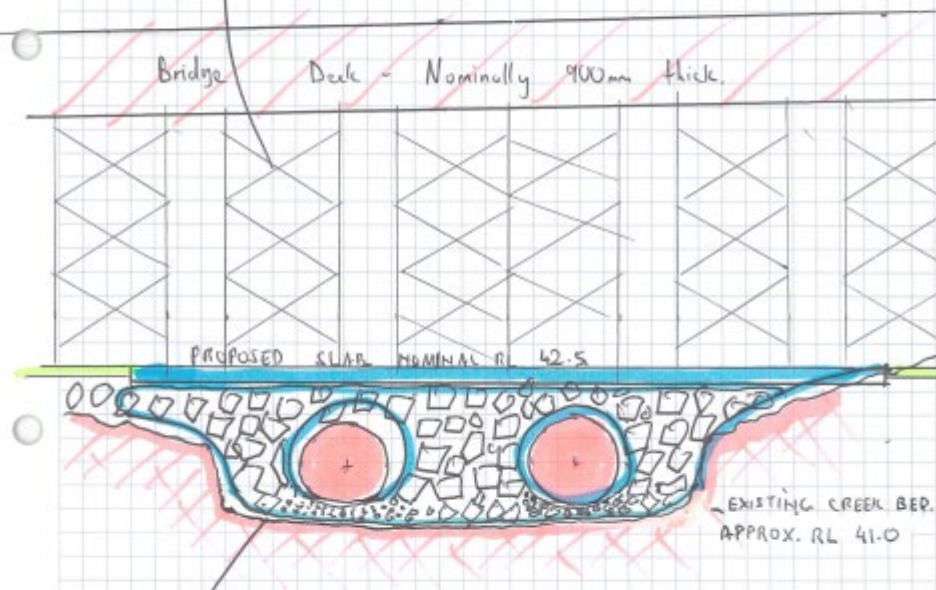 Bridge Deck - Nominally 900mm thick.
PROPOSED SLAB NOMINAL RL 42.5
EXISTING CREEK BED.
APPROX. RL 41.0